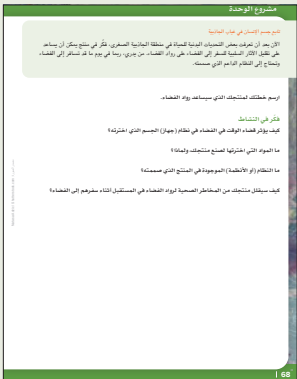 مشروع الوحدة
تابع جسم الإنسان في غياب الجاذبية
الآن بعد أن تعرفت بعض التحديات البدنية للحياة في منطقة الجاذبية الصغرى، فكّر في منتج يمكن أن يساعد
على تقليل الآثار السلبية للسفر إلى الفضاء على رواد الفضاء. من يدري، ربما في يوم ما قد تسافر إلى الفضاء
وتحتاج إلى النظام الداعم الذي صممته.
ارسم خطتك لمنتجك الذي سيساعد رواد الفضاء.
فكّر في النشاط
كيف يؤثر قضاء الوقت في الفضاء في نظام (جهاز) الجسم الذي اخترته؟
ما المواد التي اخترتها لصنع منتجك، ولماذا؟
ما النظام (أو الأنظمة) الموجودة في المنتج الذي صممته؟
كيف سيقلل منتجك من المخاطر الصحية لرواد الفضاء في المستقبل أثناء سفرهم إلى الفضاء؟
68